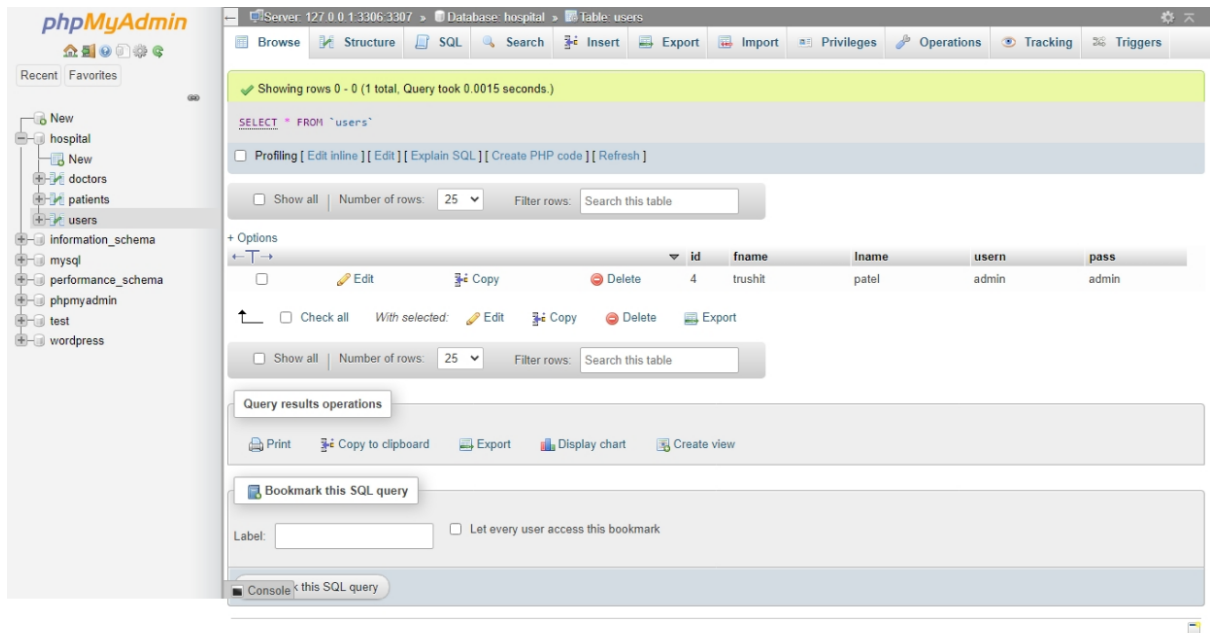 phpMyAdmin
Recent Favorites
New
hospital
New
doctors
patients
users
information_schema
mysql
performance_schema
phpmyadmin
test
wordpress
Server: 127.0.0.1:3306:3307 » Database: hospital » Table: users
Browse Structure SQL Search Insert Export Import Privileges Operations Tracking Triggers
Showing rows 0 - 0 (1 total, Query took 0.0015 seconds.)
SELECT * FROM `users`
Profiling [ Edit inline ] [ Edit ] [ Explain SQL ] [ Create PHP code ] [ Refresh ]
Show all | Number of rows: 25 Filter rows: Search this table
+ Options
←T→ id fname lname usern pass
Edit Copy Delete 4 trushit patel admin admin
Check all With selected: Edit Copy Delete Export
Show all | Number of rows: 25 Filter rows: Search this table
Query results operations
Print Copy to clipboard Export Display chart Create view
Bookmark this SQL query
Label: Let every user access this bookmark
Console k this SQL query